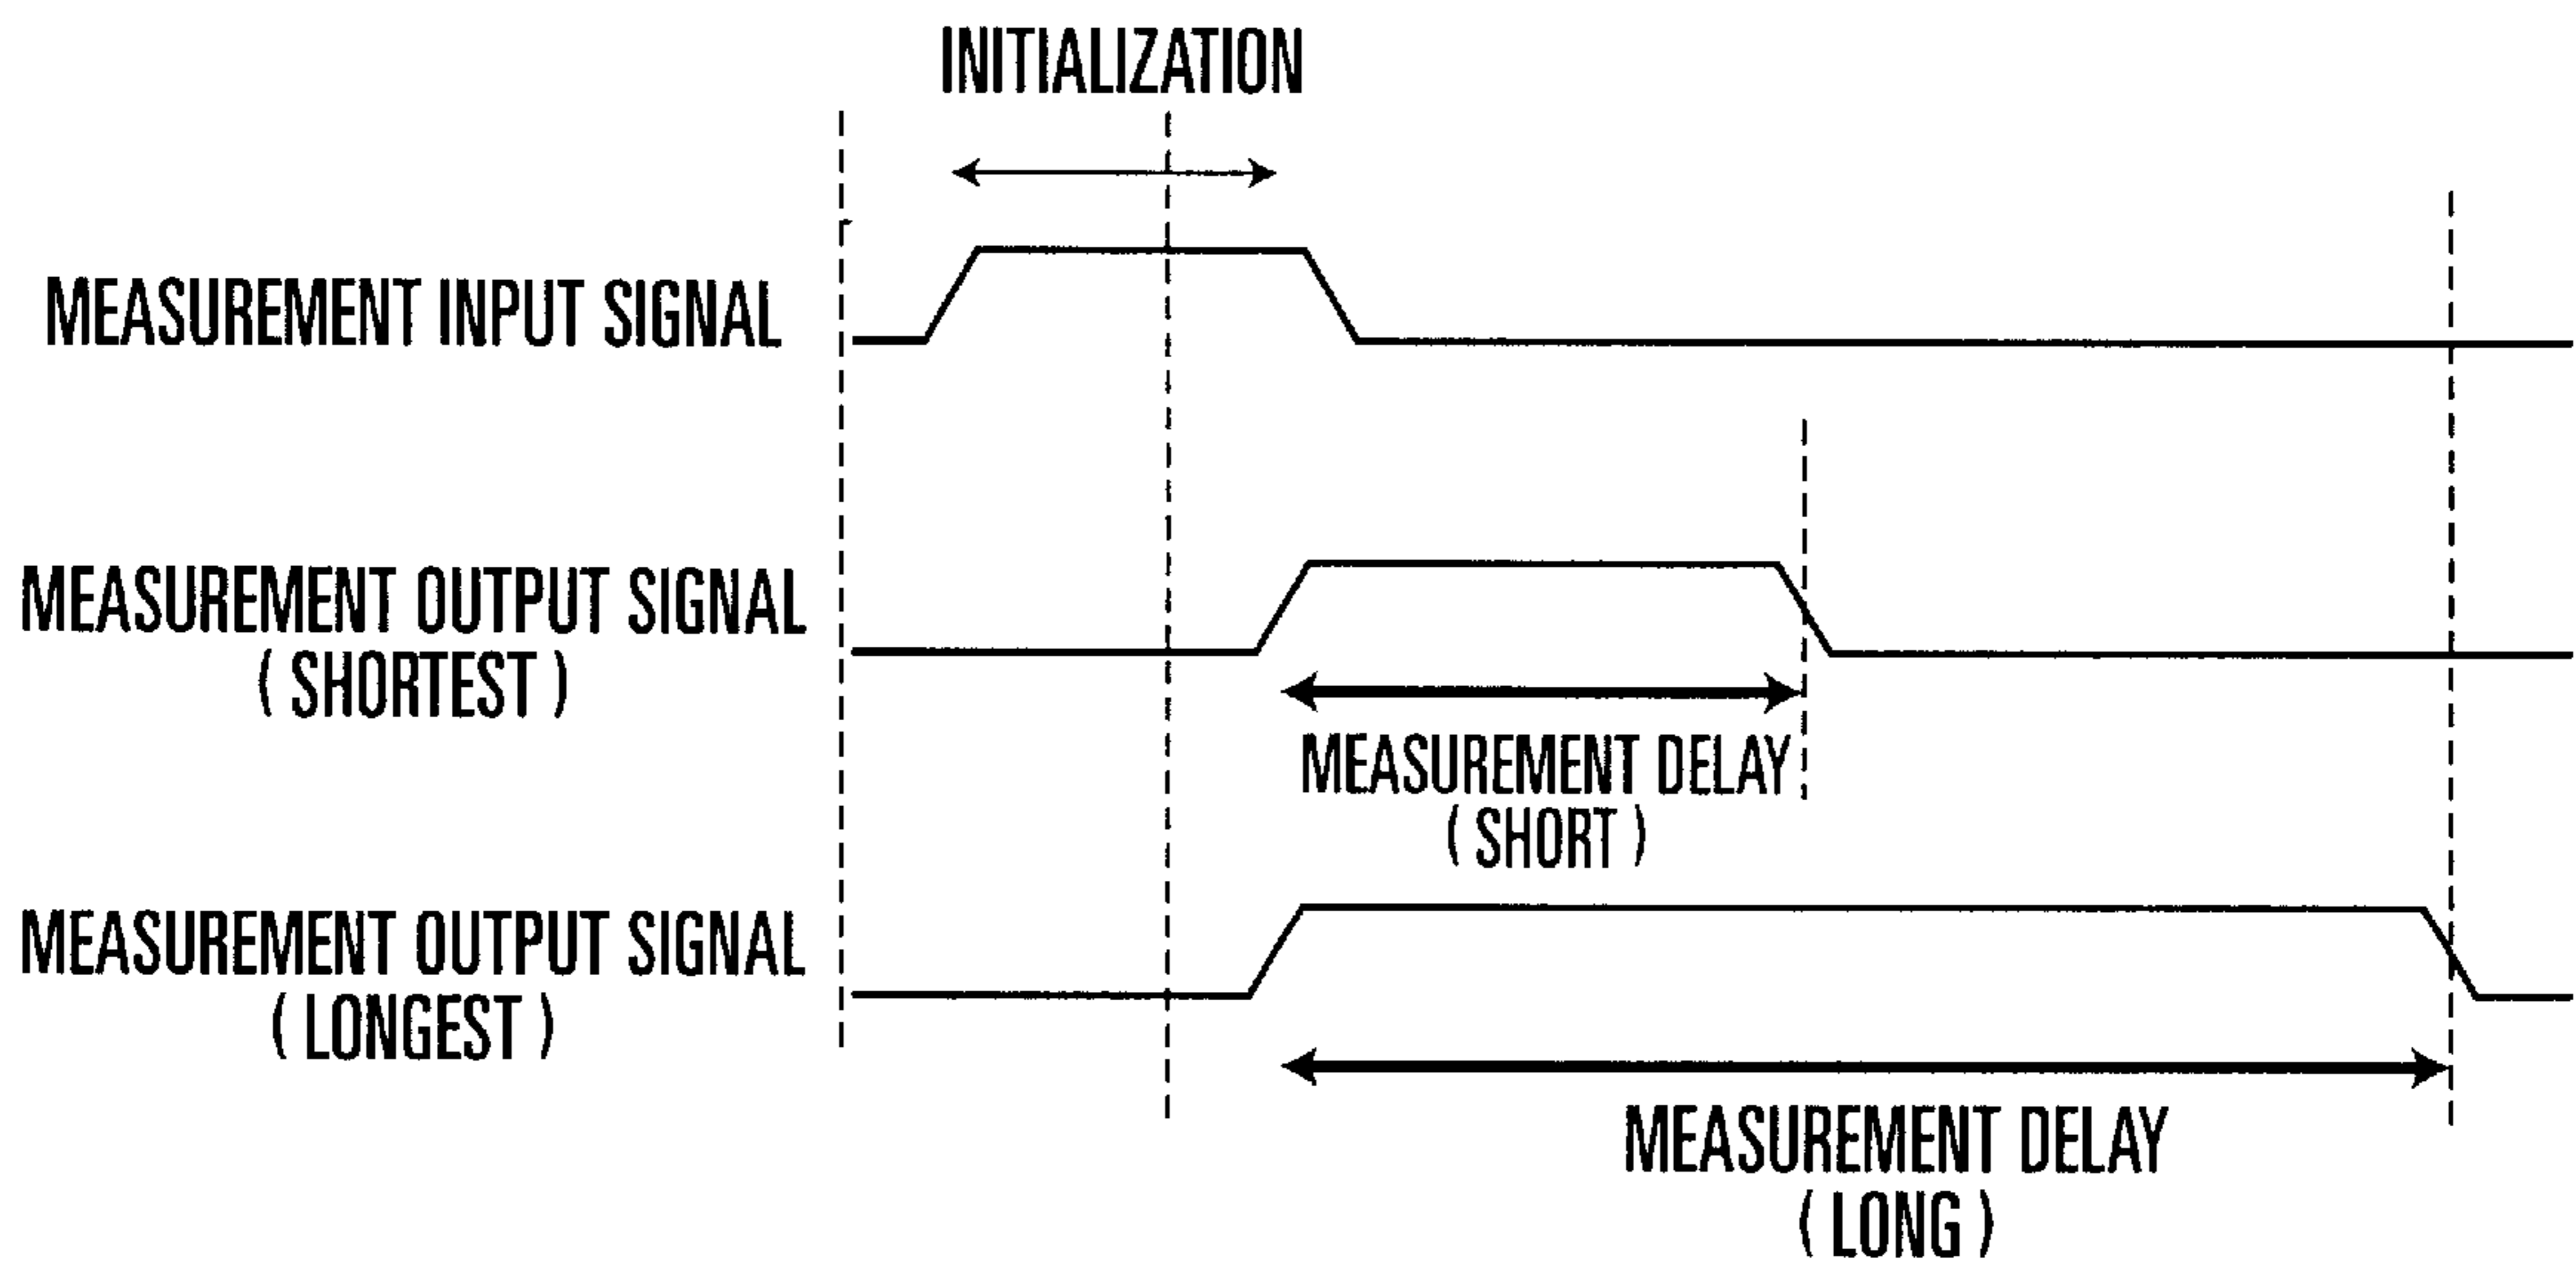 INITIALIZATION
MEASUREMENT INPUT SIGNAL
MEASUREMENT OUTPUT SIGNAL
( SHORTEST )
MEASUREMENT DELAY
( SHORT )
MEASUREMENT OUTPUT SIGNAL
( LONGEST )
MEASUREMENT DELAY
( LONG )